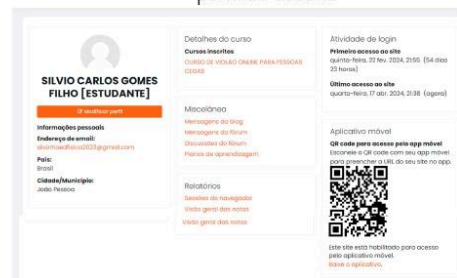 SILVIO CARLOS GOMES
FILHO [ESTUDANTE]
Modificar perfil
Informações pessoais
Endereço de email:
País:
Brasil
Cidade/Município:
João Pessoa
Detalhes do curso
Cursos inscritos
CURSO DE VIOLÃO ONLINE PARA PESSOAS
CEGAS
Miscelânea
Mensagens do blog
Mensagens do fórum
Discussões do fórum
Planos de aprendizagem
Relatórios
Sessões do navegador
Visão geral das notas
Visão geral das notas
Atividade de login
Primeiro acesso ao site
quinta-feira, 22 fev. 2024, 21:55 (54 dias
23 horas)
Último acesso ao site
quarta-feira, 17 abr. 2024, 21:38 (agora)
Aplicativo móvel
QR code para acesso pelo app móvel
Escaneie o QR code com seu app móvel
para preencher a URL do seu site no app.
Este site está habilitado para acesso
pelo aplicativo móvel.
Baixe o aplicativo.